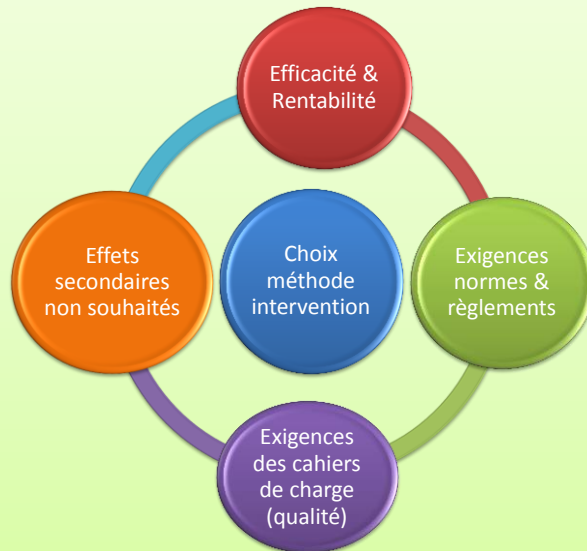 Efficacité &
Rentabilité
Effets
secondaires
non souhaités
Choix
méthode
intervention
Exigences
normes &
règlements
Exigences
des cahiers
de charge
(qualité)